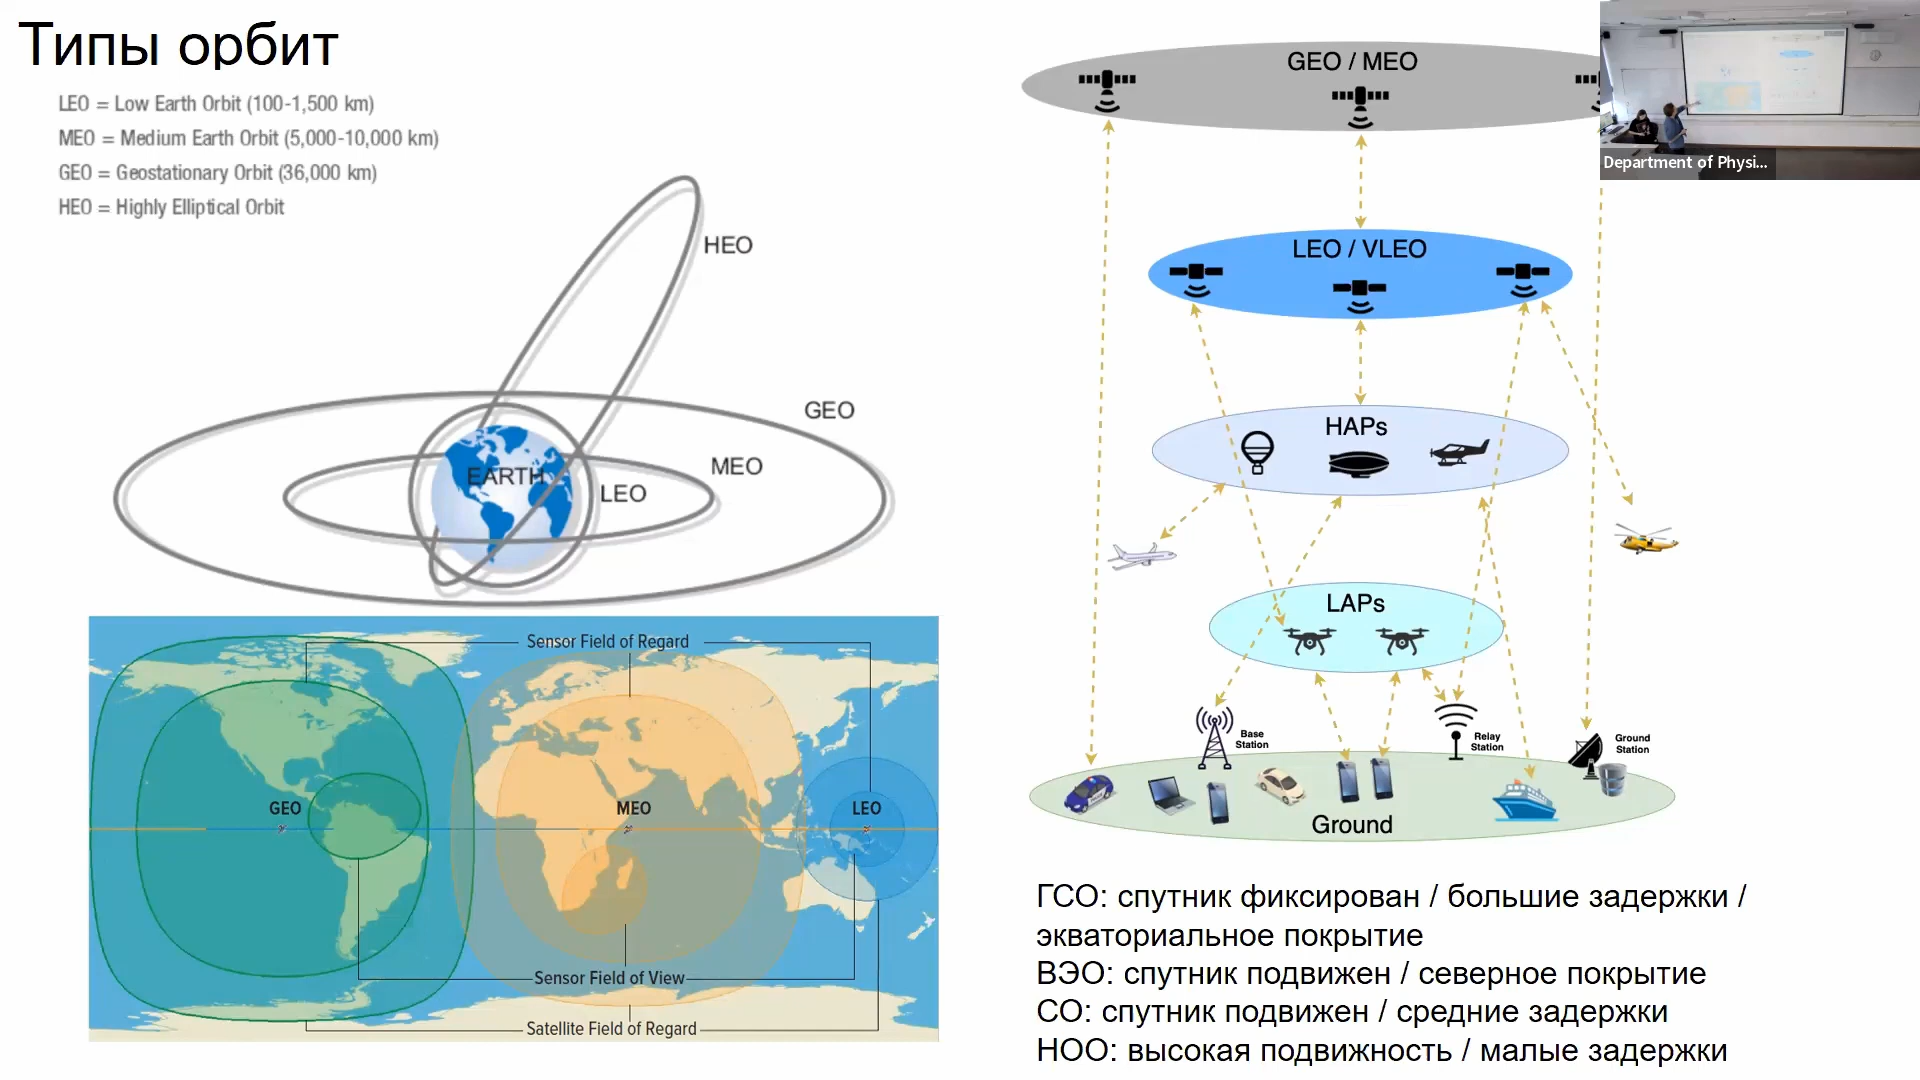 Типы орбит
LEO = Low Earth Orbit (100-1,500 km)
MEO = Medium Earth Orbit (5,000-10,000 km)
GEO = Geostationary Orbit (36,000 km)
HEO = Highly Elliptical Orbit
HEO
GEO
MEO
LEO
EARTH
Sensor Field of Regard
GEO
MEO
LEO
Sensor Field of View
Satellite Field of Regard
GEO / MEO
LEO / VLEO
HAPs
LAPs
Base
Station
Relay
Station
Ground
Station
Ground
Department of Physi...
ГСО: спутник фиксирован / большие задержки /
экваториальное покрытие
ВЭО: спутник подвижен / северное покрытие
СО: спутник подвижен / средние задержки
НОО: высокая подвижность / малые задержки